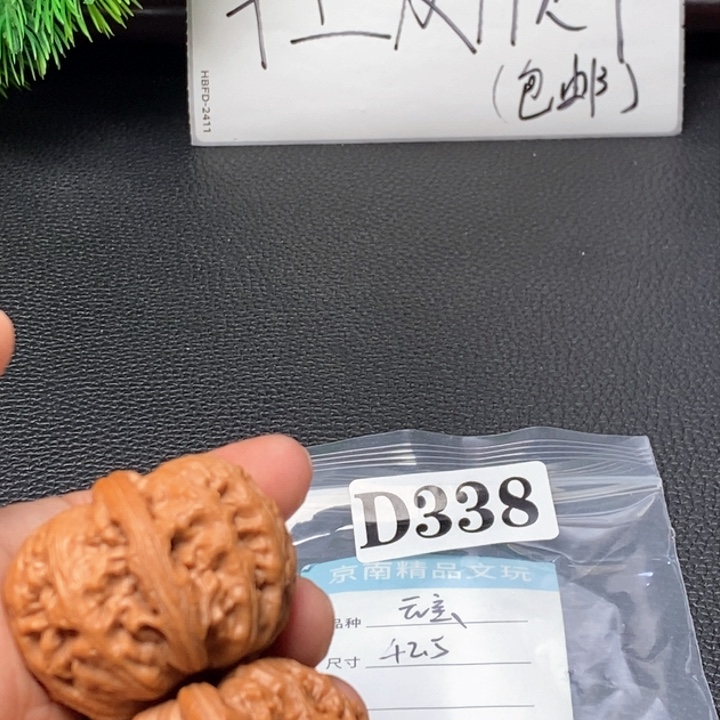 (包邮)
HBFD-2411
D338
京南精品文玩
品种
尺寸 42.5